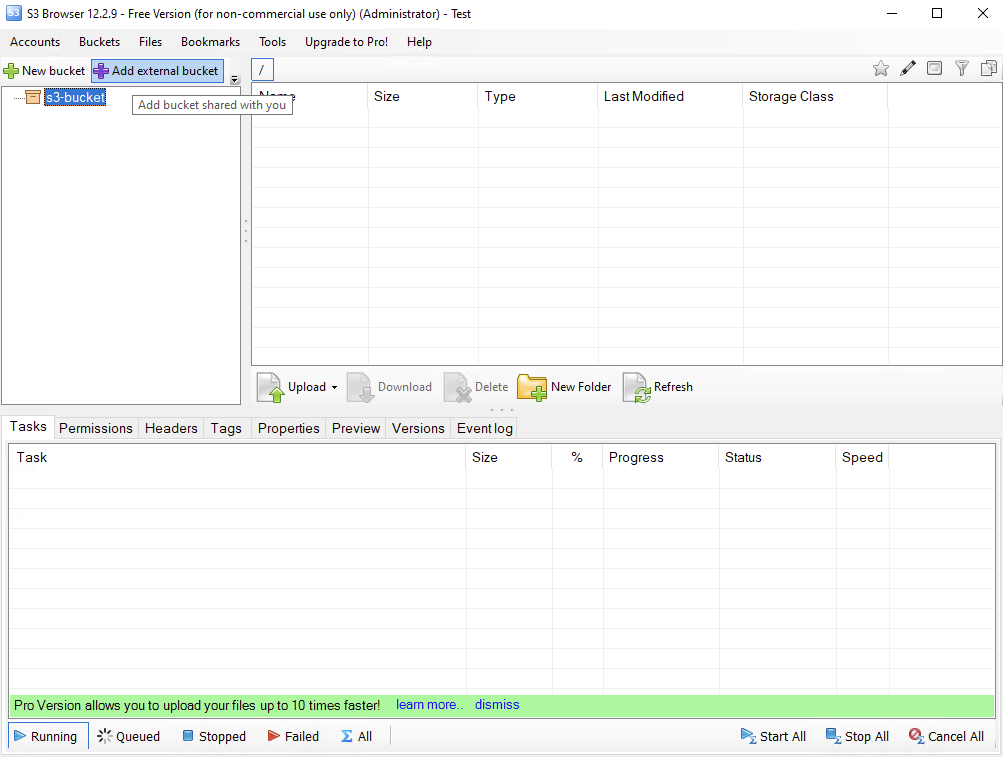 S3 S3 Browser 12.2.9 - Free Version (for non-commercial use only) (Administrator) - Test
Accounts Buckets Files Bookmarks Tools Upgrade to Pro! Help
New bucket Add external bucket /
s3-bucket Add bucket shared with you
Size Type Last Modified Storage Class
Upload Download Delete New Folder Refresh
Tasks Permissions Headers Tags Properties Preview Versions Event log
Task Size % Progress Status Speed
Pro Version allows you to upload your files up to 10 times faster! learn more.. dismiss
Running Queued Stopped Failed All Start All Stop All Cancel All